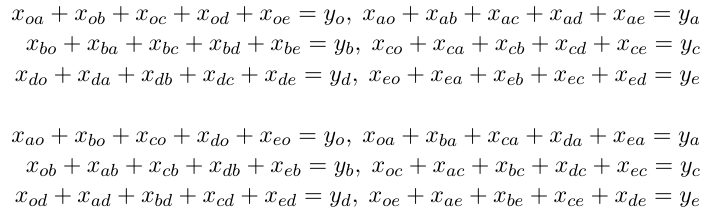 x_{oa} + x_{ob} + x_{oc} + x_{od} + x_{oe} = y_o, x_{ao} + x_{ab} + x_{ac} + x_{ad} + x_{ae} = y_a
x_{bo} + x_{ba} + x_{bc} + x_{bd} + x_{be} = y_b, x_{co} + x_{ca} + x_{cb} + x_{cd} + x_{ce} = y_c
x_{do} + x_{da} + x_{db} + x_{dc} + x_{de} = y_d, x_{eo} + x_{ea} + x_{eb} + x_{ec} + x_{ed} = y_e
x_{ao} + x_{bo} + x_{co} + x_{do} + x_{eo} = y_o, x_{oa} + x_{ba} + x_{ca} + x_{da} + x_{ea} = y_a
x_{ob} + x_{ab} + x_{cb} + x_{db} + x_{eb} = y_b, x_{oc} + x_{ac} + x_{bc} + x_{dc} + x_{ec} = y_c
x_{od} + x_{ad} + x_{bd} + x_{cd} + x_{ed} = y_d, x_{oe} + x_{ae} + x_{be} + x_{ce} + x_{de} = y_e